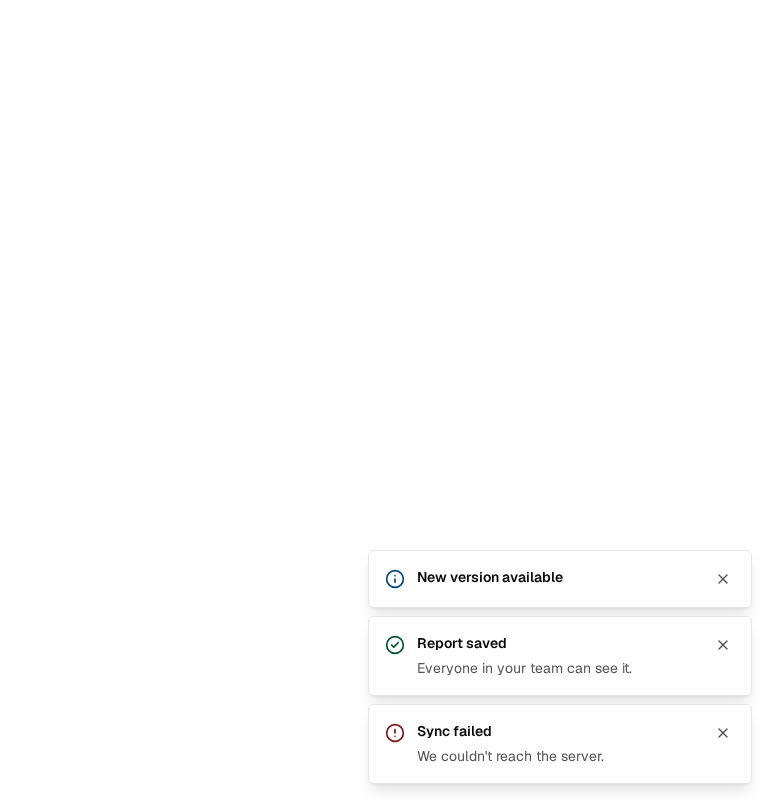 New version available
Report saved
Everyone in your team can see it.
Sync failed
We couldn't reach the server.